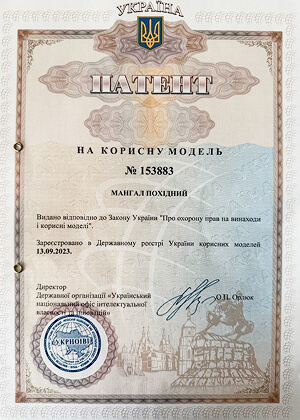 УКРАЇНА
ПАТЕНТ
НА КОРИСНУ МОДЕЛЬ
№ 153883
МАНГАЛ ПОХІДНИЙ
Видано відповідно до Закону України "Про охорону прав на винаходи
і корисні моделі".
Зареєстровано в Державному реєстрі України корисних моделей
13.09.2023.
Директор
Державної організації «Український
національний офіс інтелектуальної
власності та інновацій»
О.П. Орлюк
УКРНОІВІ